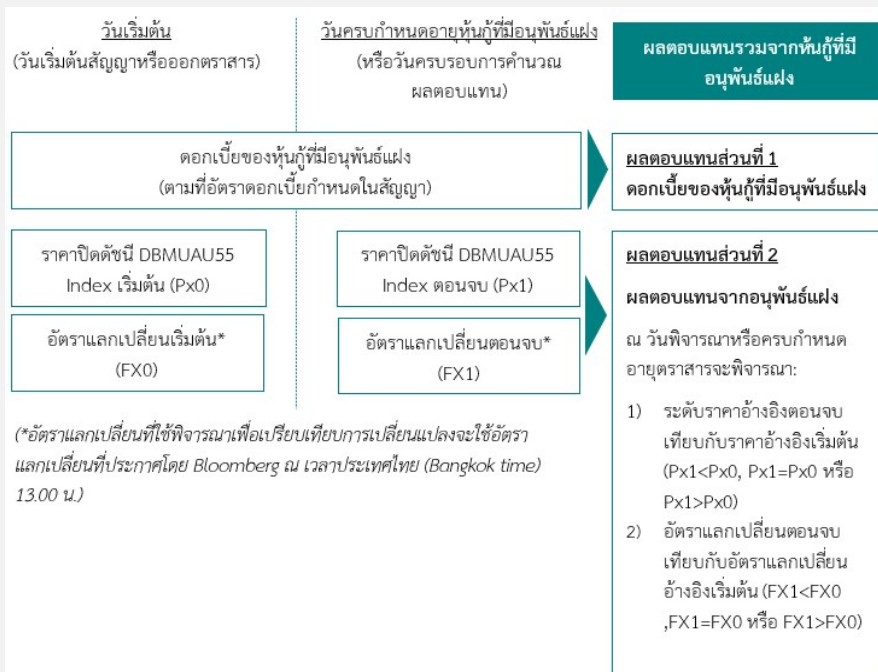 วันเริ่มต้น
(วันเริ่มต้นสัญญาหรือออกตราสาร)
วันครบกำหนดอายุหุ้นกู้ที่มีอนุพันธ์แฝง
(หรือวันครบรอบการคำนวณ
ผลตอบแทน)
ผลตอบแทนรวมจากหุ้นกู้ที่มี
อนุพันธ์แฝง
ดอกเบี้ยของหุ้นกู้ที่มีอนุพันธ์แฝง
(ตามที่อัตราดอกเบี้ยกำหนดในสัญญา)
ผลตอบแทนส่วนที่ 1
ดอกเบี้ยของหุ้นกู้ที่มีอนุพันธ์แฝง
ราคาปิดดัชนี DBMUAU55
Index เริ่มต้น (Px0)
ราคาปิดดัชนี DBMUAU55
Index ตอนจบ (Px1)
อัตราแลกเปลี่ยนเริ่มต้น*
(FX0)
อัตราแลกเปลี่ยนตอนจบ*
(FX1)
(*อัตราแลกเปลี่ยนที่ใช้พิจารณาเพื่อเปรียบเทียบการเปลี่ยนแปลงจะใช้อัตรา
แลกเปลี่ยนที่ประกาศโดย Bloomberg ณ เวลาประเทศไทย (Bangkok time)
13.00 น.)
ผลตอบแทนส่วนที่ 2
ผลตอบแทนจากอนุพันธ์แฝง
ณ วันพิจารณาหรือครบกำหนด
อายุตราสารจะพิจารณา:
1) ระดับราคาอ้างอิงตอนจบ
เทียบกับราคาอ้างอิงเริ่มต้น
(Px1<Px0, Px1=Px0 หรือ
Px1>Px0)
2) อัตราแลกเปลี่ยนตอนจบ
เทียบกับอัตราแลกเปลี่ยน
อ้างอิงเริ่มต้น (FX1<FX0
,FX1=FX0 หรือ FX1>FX0)